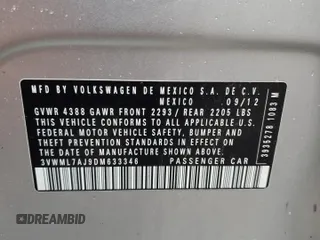 MFD BY VOLKSWAGEN DE MEXICO S.A. DE C.V.
MEXICO 09/12
GVWR 4388 GAWR FRONT 2293/ REAR 2205 LBS
THIS VEHICLE CONFORMS TO ALL APPLICABLE U.S.
FEDERAL MOTOR VEHICLE SAFETY, BUMPER AND
THEFT PREVENTION STANDARDS IN EFFECT
ON THE DATE OF MANUFACTURE SHOWN ABOVE
3VWML7AJ9DM633346 PASSENGER CAR
3935278 1083 M
DREAMBID